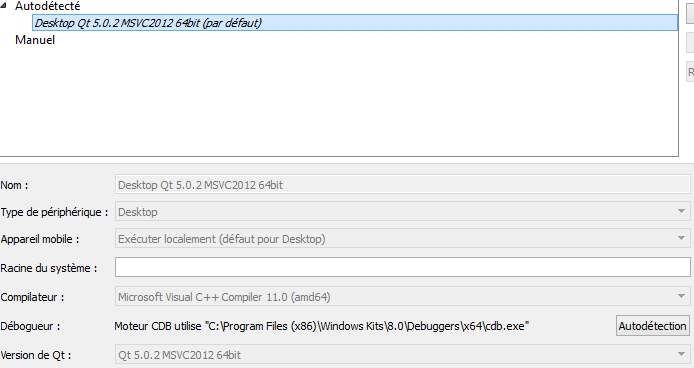 Autodétecté
Desktop Qt 5.0.2 MSVC2012 64bit (par défaut)
Manuel
R
Nom :
Desktop Qt 5.0.2 MSVC2012 64bit
Type de périphérique :
Desktop
Appareil mobile :
Exécuter localement (défaut pour Desktop)
Racine du système :
Compilateur :
Microsoft Visual C++ Compiler 11.0 (amd64)
Débogueur :
Moteur CDB utilise "C:\Program Files (x86)\Windows Kits\8.0\Debuggers\x64\cdb.exe"
Autodétection
Version de Qt :
Qt 5.0.2 MSVC2012 64bit